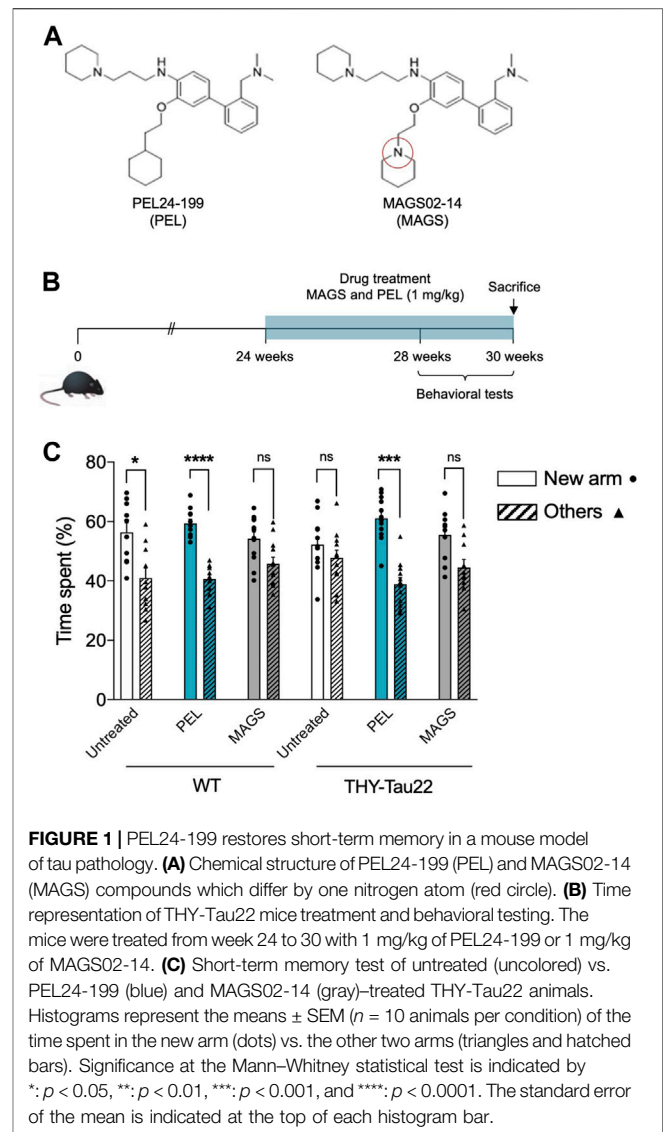 A
N
H
N
N
O
PEL24-199
(PEL)
N
H
N
N
O
N
MAGS02-14
(MAGS)
B
Drug treatment
MAGS and PEL (1 mg/kg)
Sacrifice
0
24 weeks
28 weeks
30 weeks
Behavioral tests
C
Time spent (%)
80
60
40
20
0
*
****
ns
ns
***
ns
New arm
Others
Untreated
PEL
MAGS
Untreated
PEL
MAGS
WT
THY-Tau22
FIGURE 1 | PEL24-199 restores short-term memory in a mouse model
of tau pathology. (A) Chemical structure of PEL24-199 (PEL) and MAGS02-14
(MAGS) compounds which differ by one nitrogen atom (red circle). (B) Time
representation of THY-Tau22 mice treatment and behavioral testing. The
mice were treated from week 24 to 30 with 1 mg/kg of PEL24-199 or 1 mg/kg
of MAGS02-14. (C) Short-term memory test of untreated (uncolored) vs.
PEL24-199 (blue) and MAGS02-14 (gray)–treated THY-Tau22 animals.
Histograms represent the means ± SEM (n = 10 animals per condition) of the
time spent in the new arm (dots) vs. the other two arms (triangles and hatched
bars). Significance at the Mann–Whitney statistical test is indicated by
*: p < 0.05, **: p < 0.01, ***: p < 0.001, and ****: p < 0.0001. The standard error
of the mean is indicated at the top of each histogram bar.